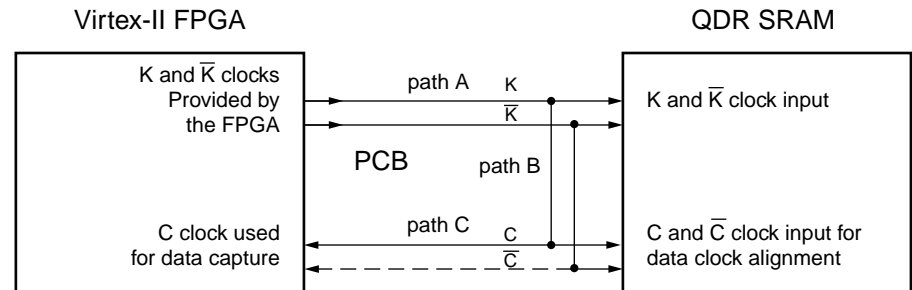 Virtex-II FPGA
QDR SRAM
K and K̅ clocks
Provided by
the FPGA
path A
K
K̅
K and K̅ clock input
PCB
path B
C clock used
for data capture
path C
C
C̅
C and C̅ clock input for
data clock alignment